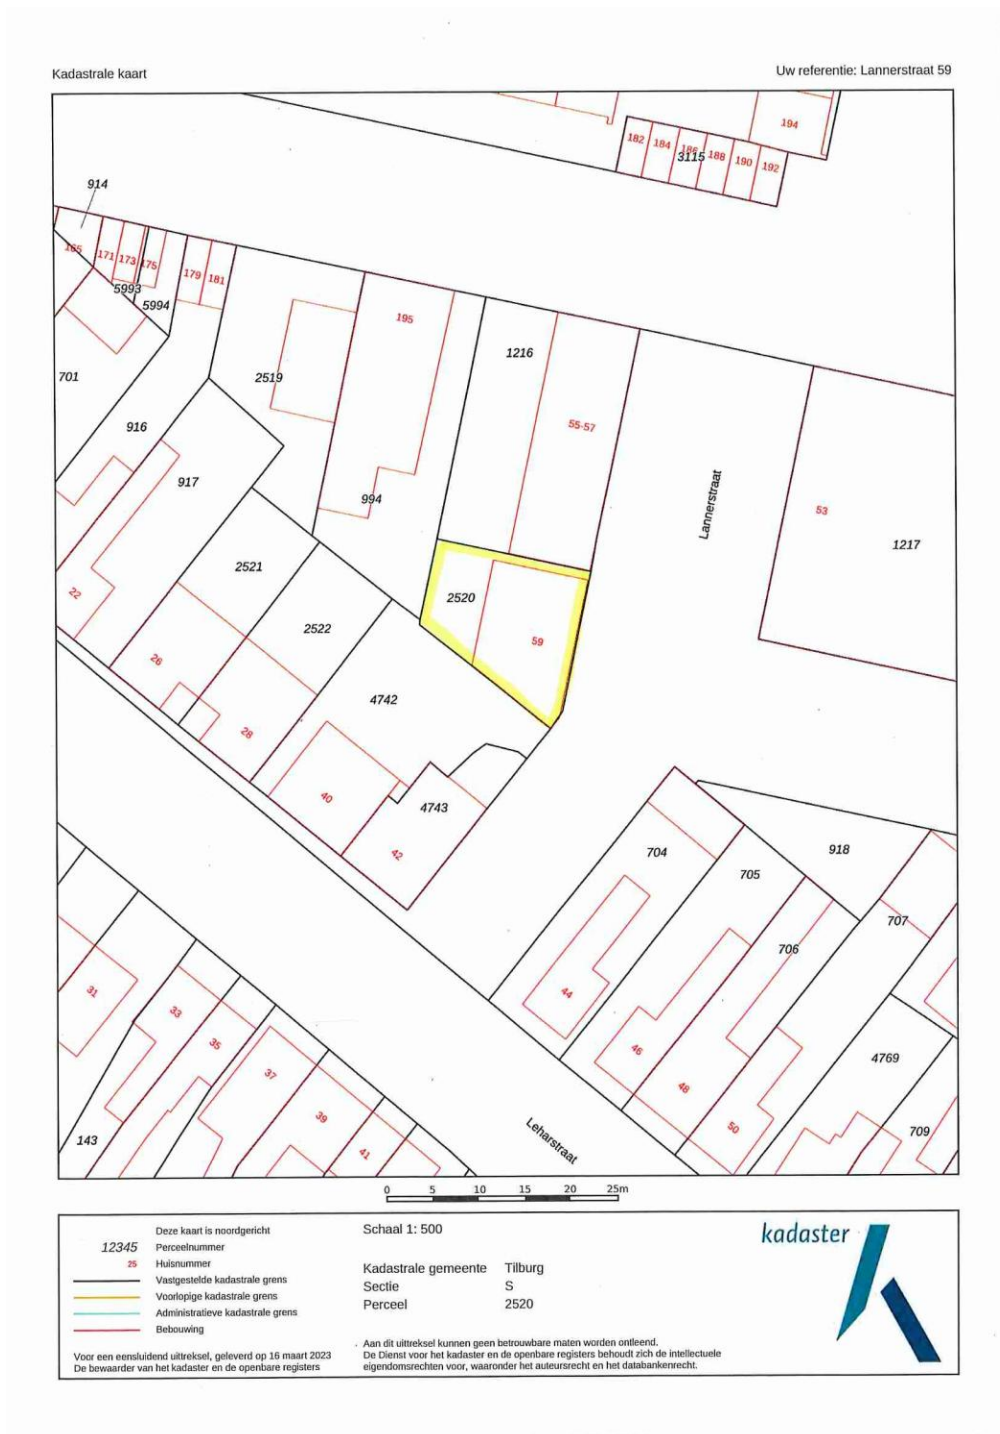 Kadastrale kaart
Uw referentie: Lannerstraat 59
194
182 184 186 188 190 192
3115
914
165
171 173 175
179 181
5993
5994
195
1216
701
2519
55-57
916
917
994
Lannerstraat
53
1217
2521
2520
22
2522
59
26
4742
28
40
4743
42
704
918
705
707
706
31
44
33
35
46
37
48
4769
39
50
709
143
41
Leharstraat
0 5 10 15 20 25m
Deze kaart is noordgericht
12345 Perceelnummer
25 Huisnummer
Vastgestelde kadastrale grens
Voorlopige kadastrale grens
Administratieve kadastrale grens
Bebouwing
Voor een eensluidend uittreksel, geleverd op 16 maart 2023
De bewaarder van het kadaster en de openbare registers
Schaal 1: 500
Kadastrale gemeente Tilburg
Sectie S
Perceel 2520
Aan dit uittreksel kunnen geen betrouwbare maten worden ontleend.
De Dienst voor het kadaster en de openbare registers behoudt zich de intellectuele
eigendomsrechten voor, waaronder het auteursrecht en het databankenrecht.
kadaster